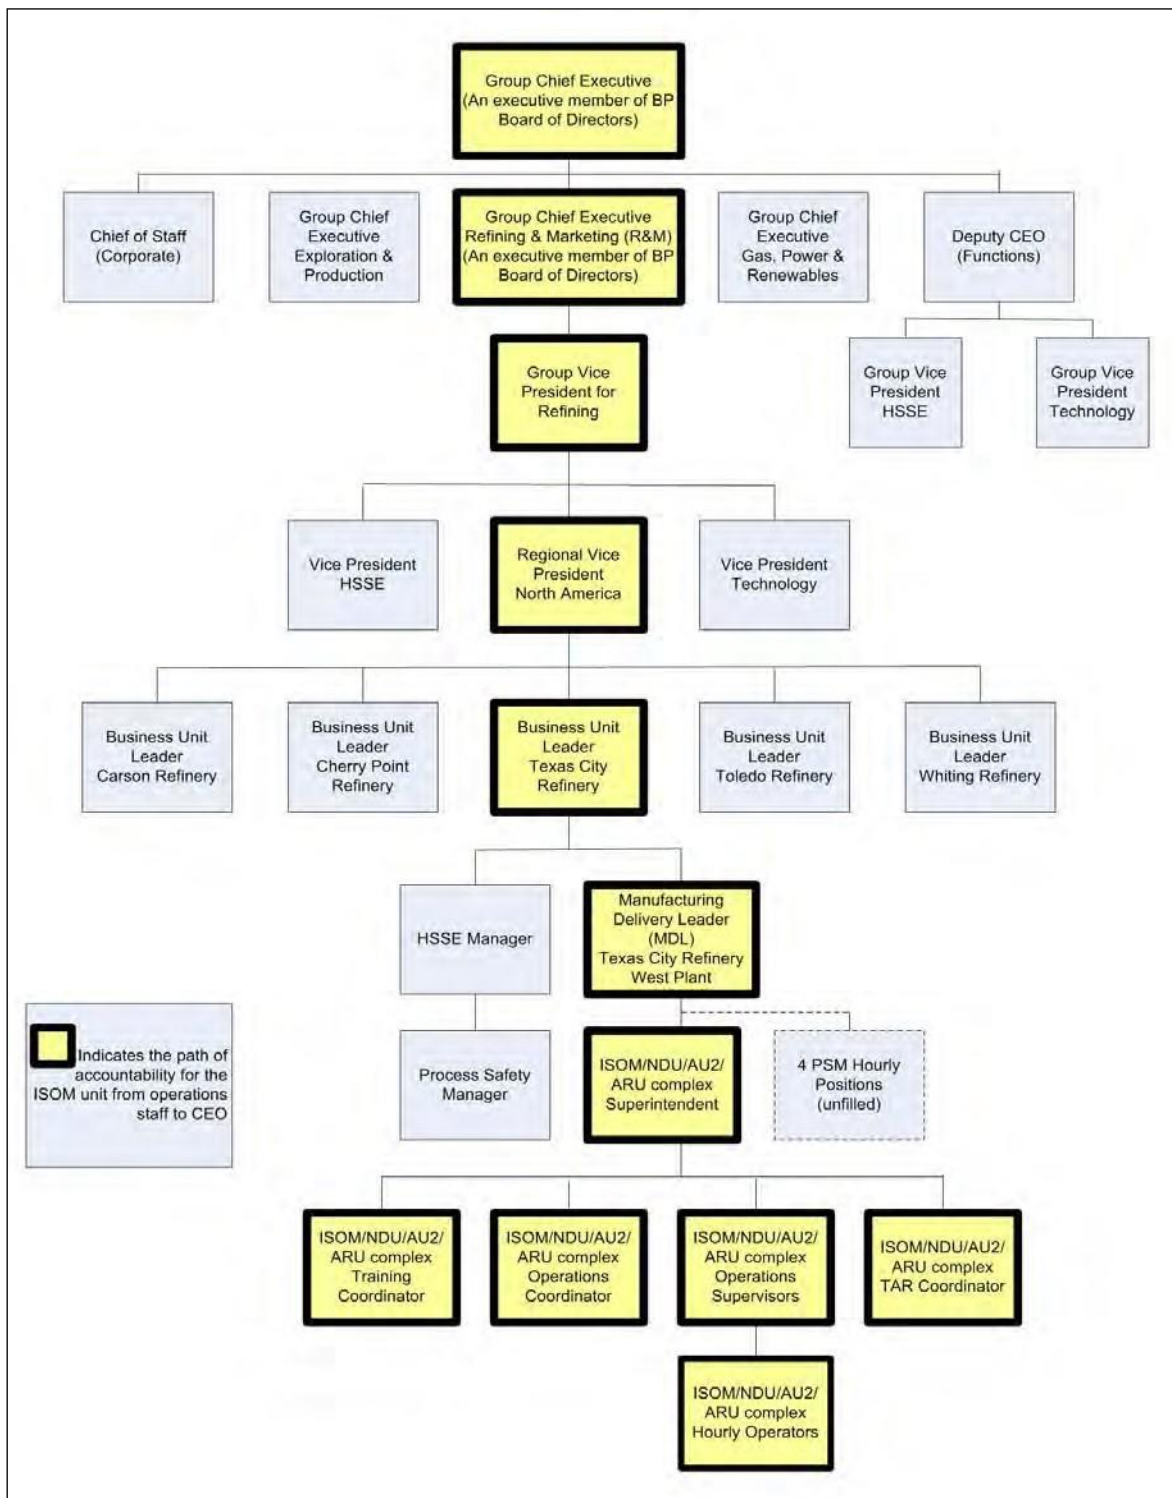 Group Chief Executive
(An executive member of BP
Board of Directors)
Chief of Staff
(Corporate)
Group Chief
Executive
Exploration &
Production
Group Chief Executive
Refining & Marketing (R&M)
(An executive member of BP
Board of Directors)
Group Chief
Executive
Gas, Power &
Renewables
Deputy CEO
(Functions)
Group Vice
President for
Refining
Group Vice
President
HSSE
Group Vice
President
Technology
Vice President
HSSE
Regional Vice
President
North America
Vice President
Technology
Business Unit
Leader
Carson Refinery
Business Unit
Leader
Cherry Point
Refinery
Business Unit
Leader
Texas City
Refinery
Business Unit
Leader
Toledo Refinery
Business Unit
Leader
Whiting Refinery
HSSE Manager
Manufacturing
Delivery Leader
(MDL)
Texas City Refinery
West Plant
Indicates the path of
accountability for the
ISOM unit from operations
staff to CEO
Process Safety
Manager
ISOM/NDU/AU2/
ARU complex
Superintendent
4 PSM Hourly
Positions
(unfilled)
ISOM/NDU/AU2/
ARU complex
Training
Coordinator
ISOM/NDU/AU2/
ARU complex
Operations
Coordinator
ISOM/NDU/AU2/
ARU complex
Operations
Supervisors
ISOM/NDU/AU2/
ARU complex
TAR Coordinator
ISOM/NDU/AU2/
ARU complex
Hourly Operators